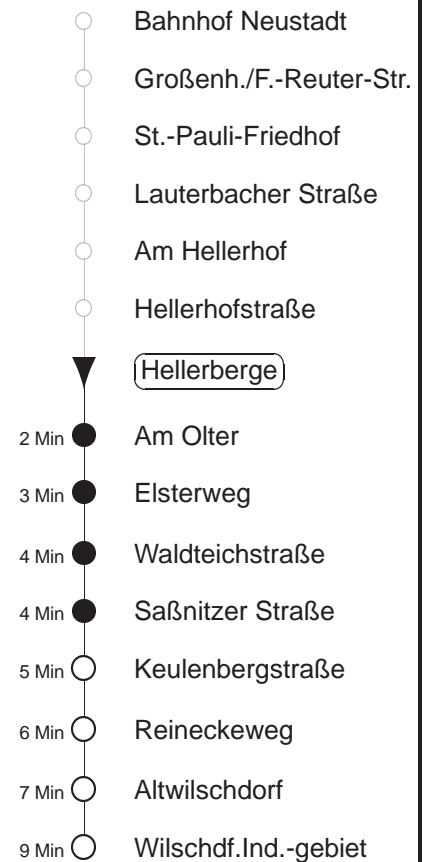 Bahnhof Neustadt
Großenh./F.-Reuter-Str.
St.-Pauli-Friedhof
Lauterbacher Straße
Am Hellerhof
Hellerhofstraße
Hellerberge
2 Min Am Olter
3 Min Elsterweg
4 Min Waldteichstraße
4 Min Saßnitzer Straße
5 Min Keulenbergstraße
6 Min Reineckeweg
7 Min Altwilschdorf
9 Min Wilschdf.Ind.-gebiet